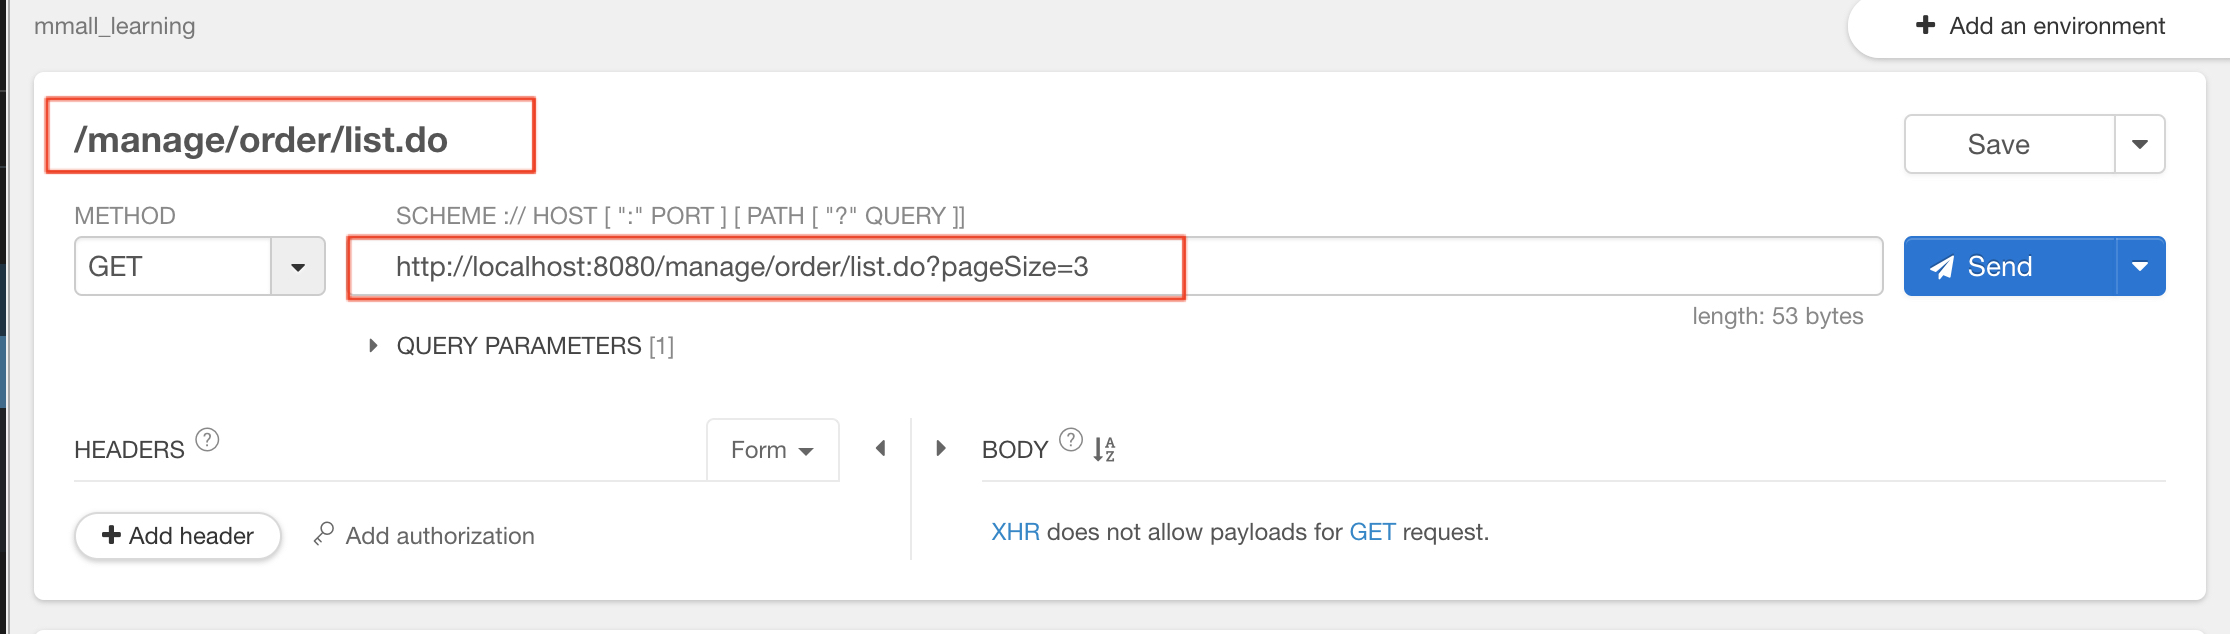 mmall_learning
+ Add an environment
/manage/order/list.do
Save
METHOD
SCHEME :// HOST [ ":" PORT ] [ PATH [ "?" QUERY ]]
GET
http://localhost:8080/manage/order/list.do?pageSize=3
Send
length: 53 bytes
QUERY PARAMETERS [1]
HEADERS ?
Form
BODY ? A Z
+ Add header
Add authorization
XHR does not allow payloads for GET request.